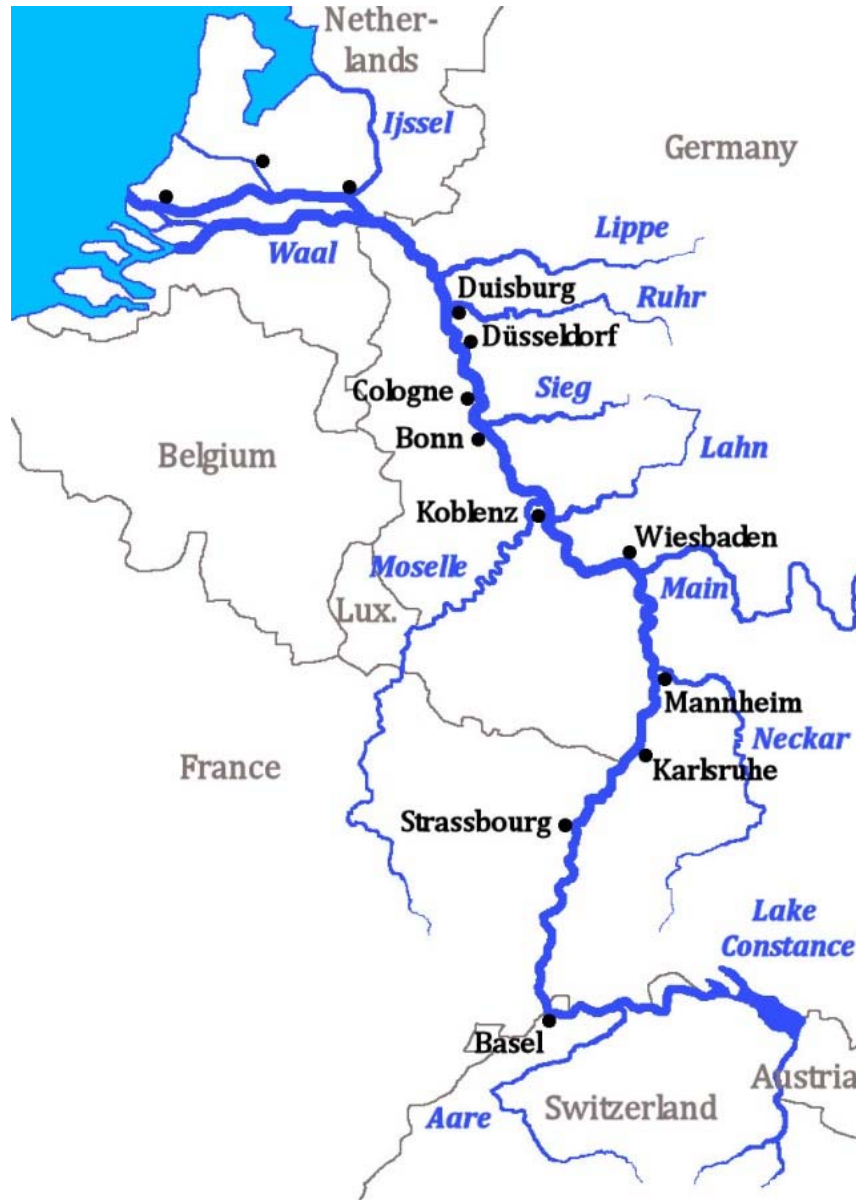 Nether-
lands
Ijssel
Germany
Lippe
Waal
Duisburg
Ruhr
Düsseldorf
Cologne
Sieg
Bonn
Belgium
Lahn
Koblenz
Wiesbaden
Moselle
Main
Lux.
Mannheim
Neckar
France
Karlsruhe
Strassbourg
Lake
Constance
Basel
Austria
Aare
Switzerland